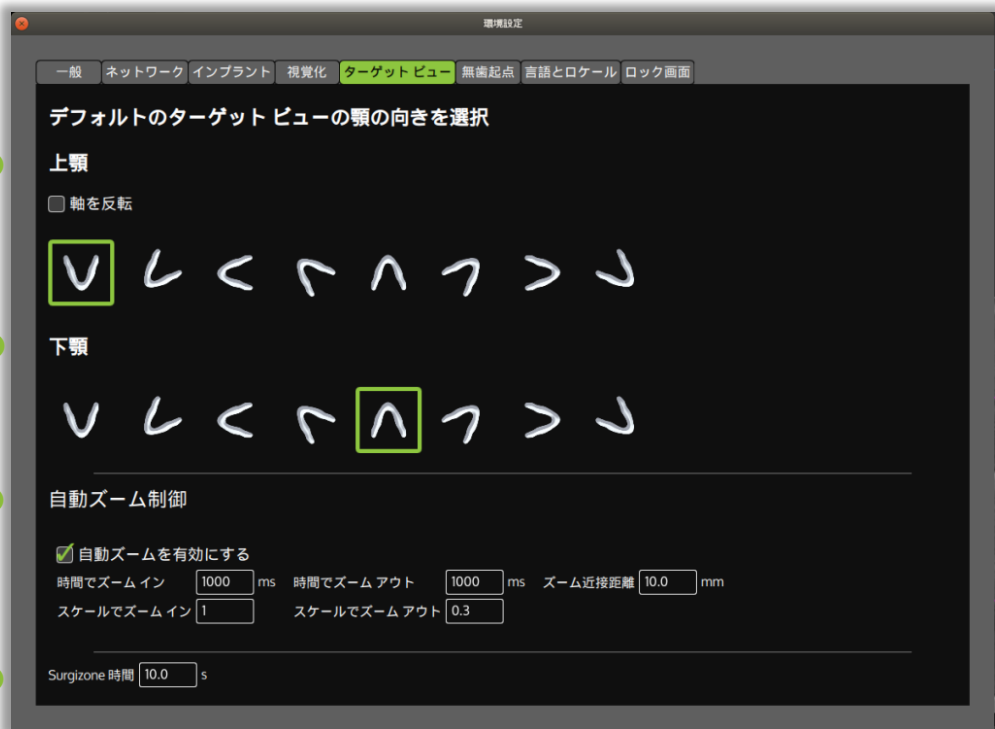 環境設定
一般 ネットワーク インプラント 視覚化 ターゲット ビュー 無歯起点 言語とロケール ロック画面
デフォルトのターゲット ビューの顎の向きを選択
上顎
軸を反転
下顎
自動ズーム制御
自動ズームを有効にする
時間でズーム イン 1000 ms 時間でズーム アウト 1000 ms ズーム近接距離 10.0 mm
スケールでズーム イン 1 スケールでズーム アウト 0.3
Surgizone 時間 10.0 s